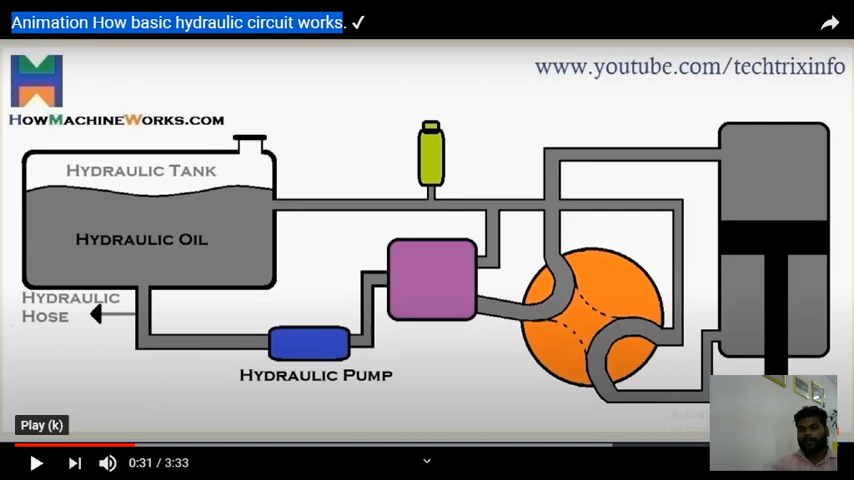 Animation How basic hydraulic circuit works. ✓
www.youtube.com/techtrixinfo
HowMachineWorks.com
Hydraulic Tank
Hydraulic Oil
Hydraulic
Hose
Hydraulic Pump
Play (k)
0:31 / 3:33